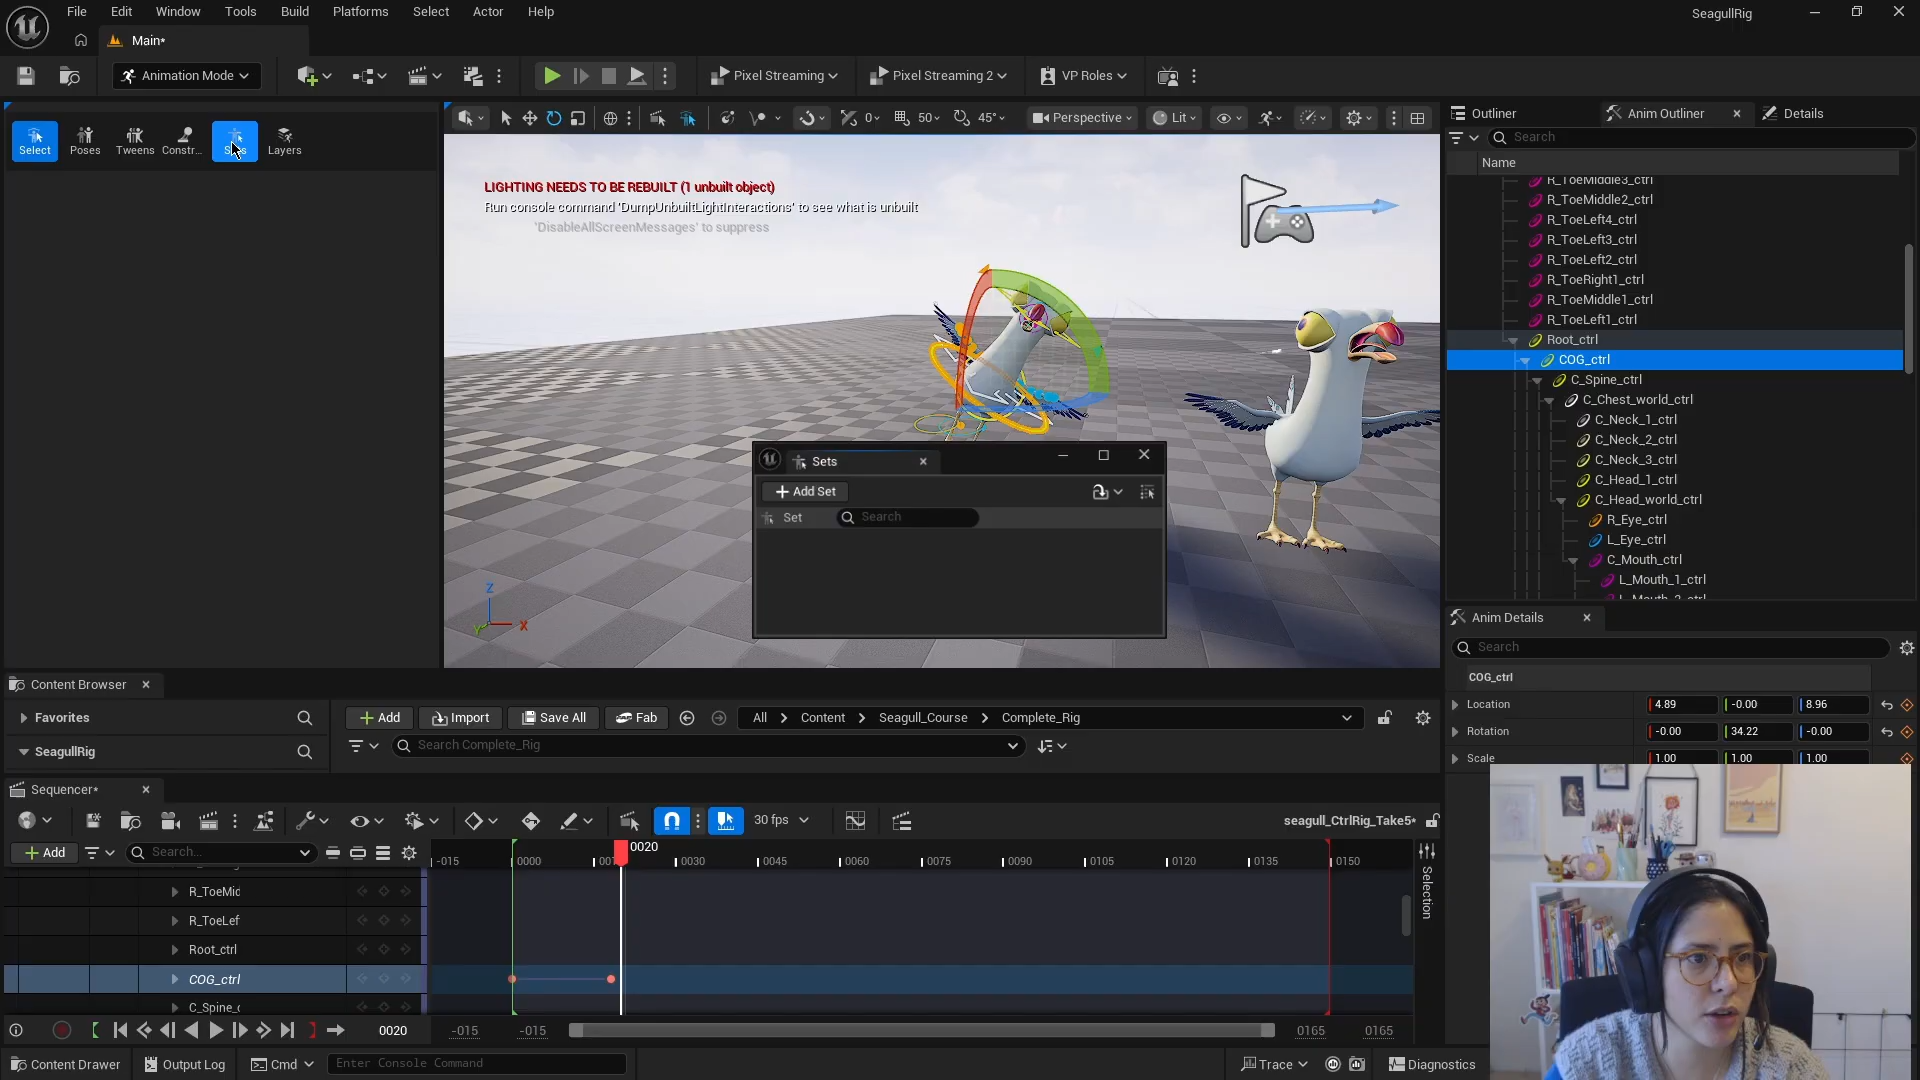 File Edit View Window Tools Build Platforms Select Actor Help
SeagullRig
Main*
Animation Mode
Pixel Streaming
Pixel Streaming 2
VP Roles
Select
Poses
Tweens
Constr...
Layers
0
50
45°
Perspective
Lit
LIGHTING NEEDS TO BE REBUILT (1 unbuilt object)
Run console command 'DumpUnbuiltLightInteractions' to see what is unbuilt
'DisableAllScreenMessages' to suppress
Z
Y
X
Sets
Add Set
Set
Search
Outliner
Anim Outliner
Details
Search
Name
R_ToeMiddle3_ctrl
R_ToeMiddle2_ctrl
R_ToeLeft4_ctrl
R_ToeLeft3_ctrl
R_ToeLeft2_ctrl
R_ToeRight1_ctrl
R_ToeMiddle1_ctrl
R_ToeLeft1_ctrl
Root_ctrl
COG_ctrl
C_Spine_ctrl
C_Chest_world_ctrl
C_Neck_1_ctrl
C_Neck_2_ctrl
C_Neck_3_ctrl
C_Head_1_ctrl
C_Head_world_ctrl
R_Eye_ctrl
L_Eye_ctrl
C_Mouth_ctrl
L_Mouth_1_ctrl
Anim Details
Search
COG_ctrl
Location 4.89 -0.00 8.96
Rotation -0.00 34.22 -0.00
Scale 1.00 1.00 1.00
Content Browser
Favorites
SeagullRig
Add
Import
Save All
Fab
All > Content > Seagull_Course > Complete_Rig
Search Complete_Rig
Sequencer*
30 fps
seagull_CtrlRig_Take5*
Add
Search...
-015 0000 0020 0030 0045 0060 0075 0090 0105 0120 0135 0150
Selection
R_ToeMid
R_ToeLef
Root_ctrl
COG_ctrl
0020
-015 -015 0165 0165
Content Drawer
Output Log
Cmd
Enter Console Command
Trace
Diagnostics